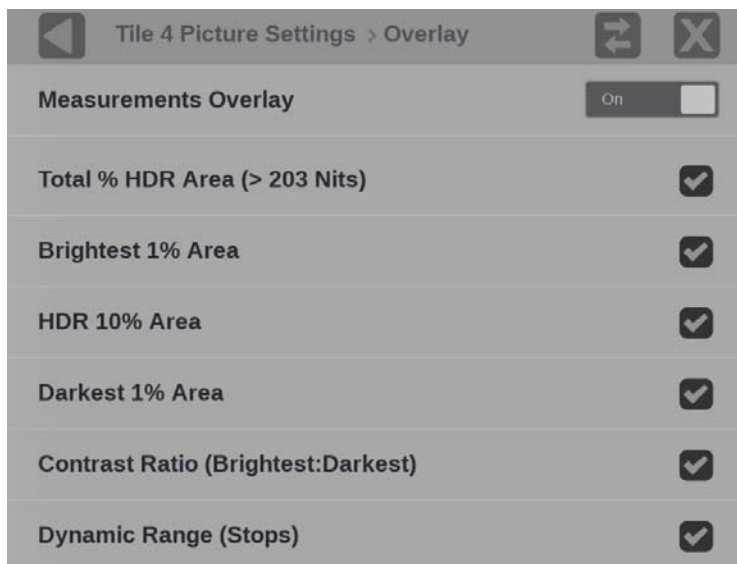 Tile 4 Picture Settings > Overlay
Measurements Overlay On
Total % HDR Area (> 203 Nits)
Brightest 1% Area
HDR 10% Area
Darkest 1% Area
Contrast Ratio (Brightest:Darkest)
Dynamic Range (Stops)